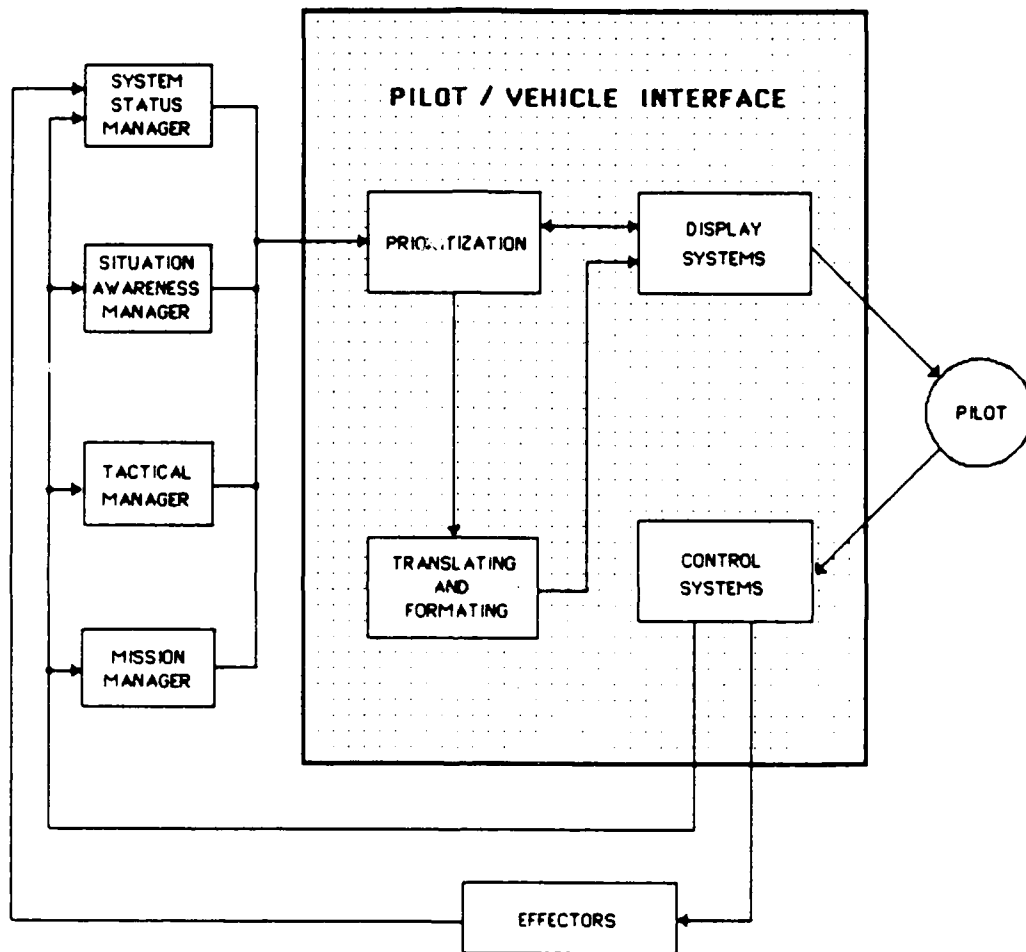 PILOT / VEHICLE INTERFACE
SYSTEM
STATUS
MANAGER
SITUATION
AWARENESS
MANAGER
TACTICAL
MANAGER
MISSION
MANAGER
PRIORITIZATION
DISPLAY
SYSTEMS
TRANSLATING
AND
FORMATING
CONTROL
SYSTEMS
PILOT
EFFECTORS